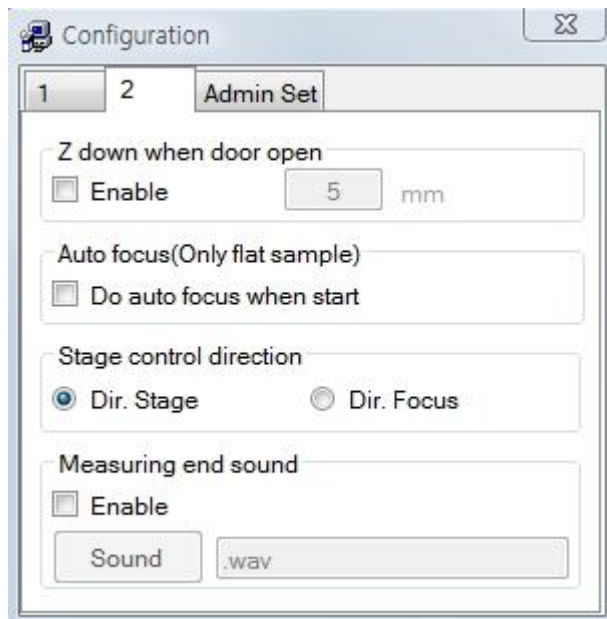 Configuration
1 2 Admin Set
Z down when door open
Enable 5 mm
Auto focus(Only flat sample)
Do auto focus when start
Stage control direction
Dir. Stage Dir. Focus
Measuring end sound
Enable
Sound .wav